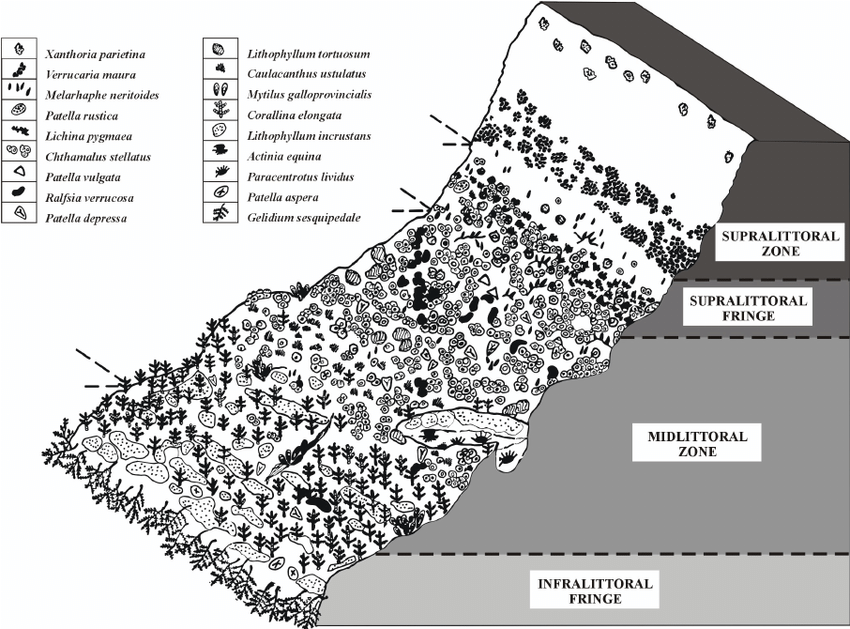 Xanthoria parietina
Verrucaria maura
Melarhaphe neritoides
Patella rustica
Lichina pygmaea
Chthamalus stellatus
Patella vulgata
Ralfsia verrucosa
Patella depressa
Lithophyllum tortuosum
Caulacanthus ustulatus
Mytilus galloprovincialis
Corallina elongata
Lithophyllum incrustans
Actinia equina
Paracentrotus lividus
Patella aspera
Gelidium sesquipedale
SUPRALITTORAL
ZONE
SUPRALITTORAL
FRINGE
MIDLITTORAL
ZONE
INFRALITTORAL
FRINGE